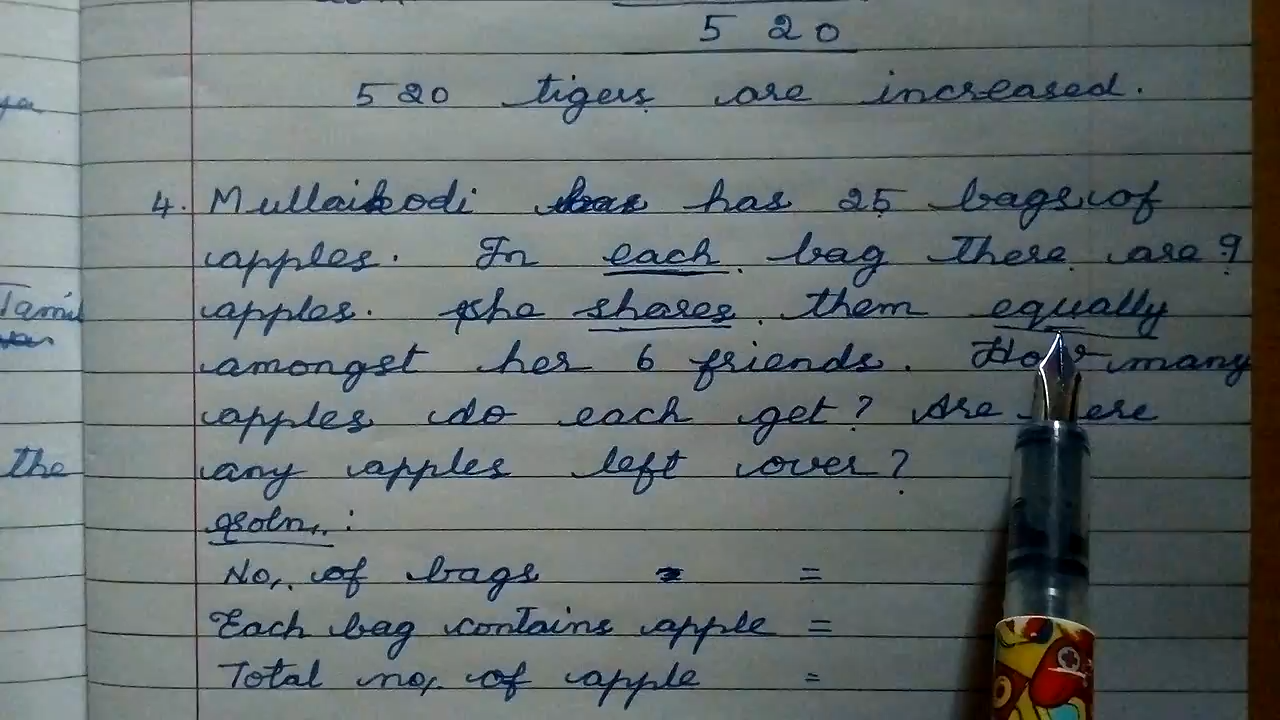 5 20
520 tigers are increased.
4. Mullaikodi has 25 bags of
apples. In each bag there are 9
apples. She shares them equally
amongst her 6 friends. How many
Tamil
apples do each get? Are
any apples left over?
the
Soln. :
No. of bags =
Each bag contains apple =
Total no. of apple =